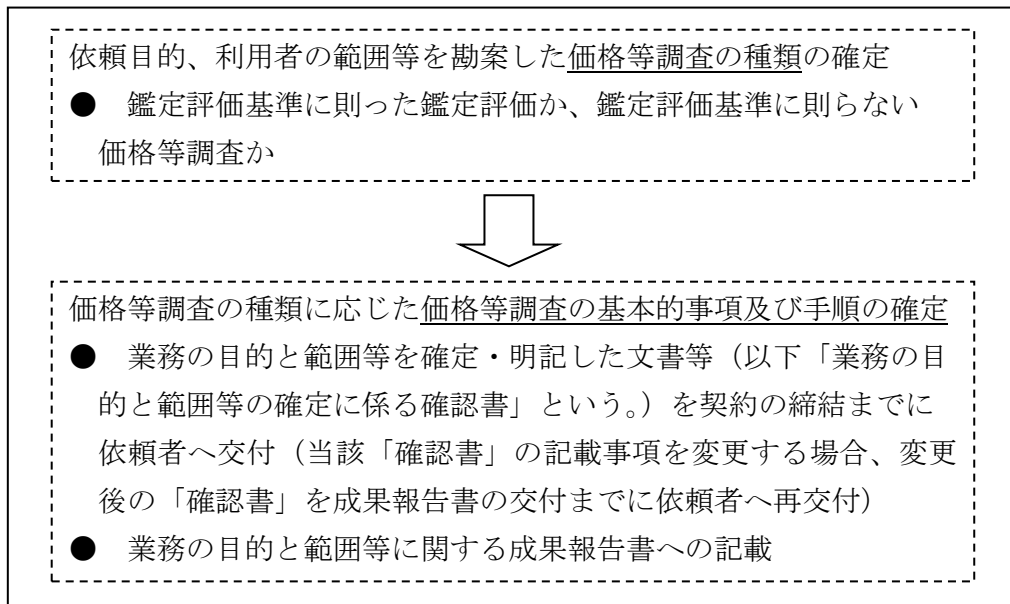 依頼目的、利用者の範囲等を勘案した価格等調査の種類の確定
● 鑑定評価基準に則った鑑定評価か、鑑定評価基準に則らない
価格等調査か
価格等調査の種類に応じた価格等調査の基本的事項及び手順の確定
● 業務の目的と範囲等を確定・明記した文書等（以下「業務の目
的と範囲等の確定に係る確認書」という。）を契約の締結までに
依頼者へ交付（当該「確認書」の記載事項を変更する場合、変更
後の「確認書」を成果報告書の交付までに依頼者へ再交付）
● 業務の目的と範囲等に関する成果報告書への記載